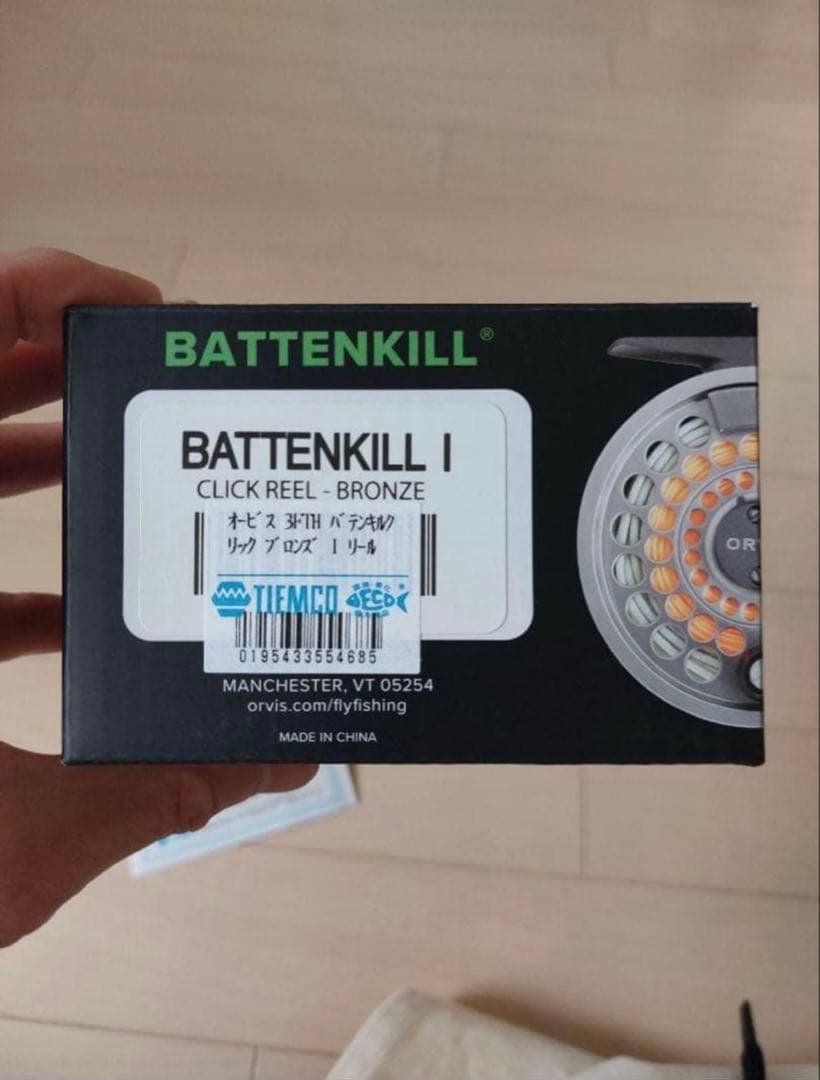 BATTENKILL®
BATTENKILL I
CLICK REEL - BRONZE
オービス 3FTH バテンキルク
リック ブロンズ I リール
TIEMCO
0195433554685
MANCHESTER, VT 05254
orvis.com/flyfishing
MADE IN CHINA
OR